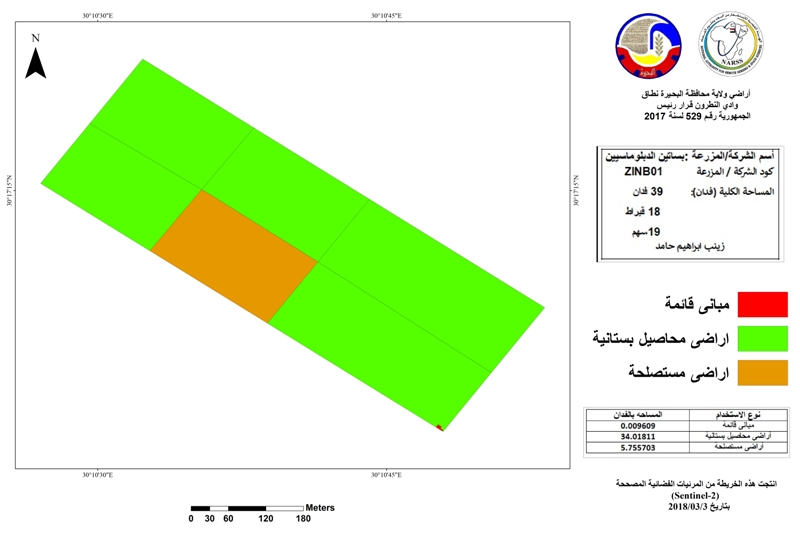 30°10'30"E
30°10'45"E
N
30°17'15"N
30°17'15"N
30°10'30"E
30°10'45"E
Meters
0 30 60 120 180
البحيرة
NARSS
أراضي ولاية محافظة البحيرة نطاق
وادي النطرون قرار رئيس
الجمهورية رقم 529 لسنة 2017
أسم الشركة/المزرعة :بساتين الدبلوماسيين
كود الشركة / المزرعة ZINB01
المساحة الكلية (فدان): 39 فدان
18 قيراط
19سهم
زينب ابراهيم حامد
مبانى قائمة
اراضى محاصيل بستانية
اراضى مستصلحة
نوع الاستخدام المساحه بالفدان
مبانى قائمة 0.009609
أراضى محاصيل بستانية 34.01811
أراضى مستصلحة 5.755703
انتجت هذه الخريطة من المرئيات الفضائية المصححة
(Sentinel-2)
بتاريخ 2018/03/3